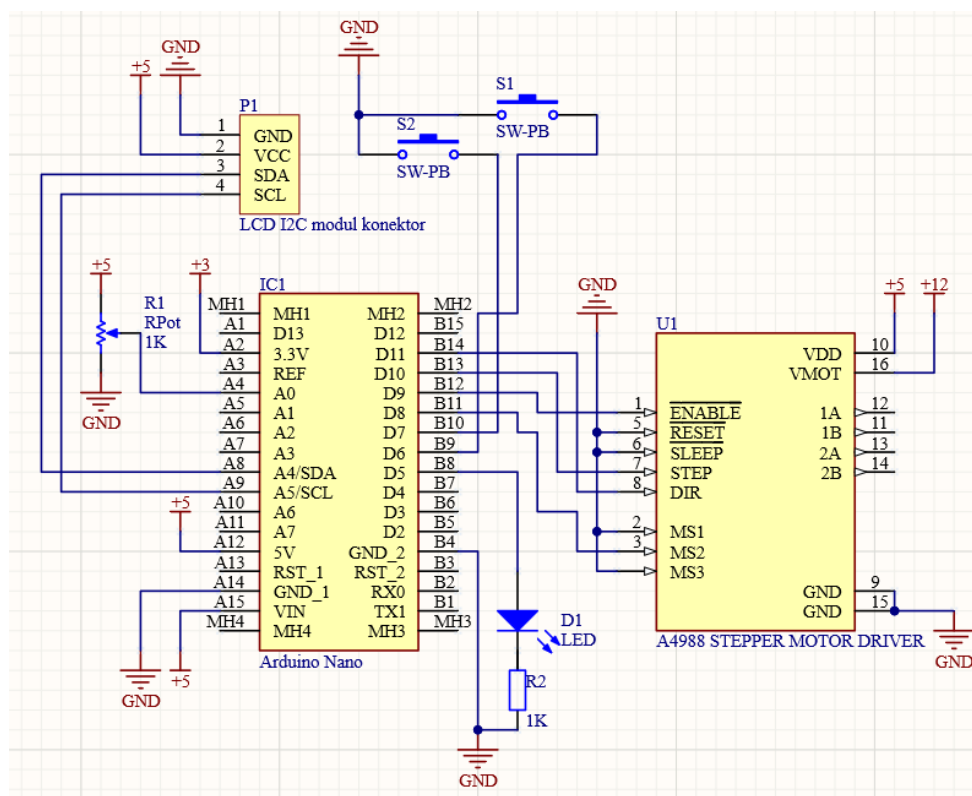 GND
+5
GND
P1
1 GND
2 VCC
3 SDA
4 SCL
LCD I2C modul konektor
S1
SW-PB
S2
SW-PB
+5
R1
RPot
1K
GND
+3
IC1
MH1 MH1 MH2 MH2
A1 D13 D12 B15
A2 3.3V D11 B14
A3 REF D10 B13
A4 A0 D9 B12
A5 A1 D8 B11
A6 A2 D7 B10
A7 A3 D6 B9
A8 A4/SDA D5 B8
A9 A5/SCL D4 B7
A10 A6 D3 B6
A11 A7 D2 B5
A12 5V GND_2 B4
A13 RST_1 RST_2 B3
A14 GND_1 RX0 B2
A15 VIN TX1 B1
MH4 MH4 MH3 MH3
Arduino Nano
+5
GND
+5
D1
LED
R2
1K
GND
GND
U1
+5
+12
VDD 10
VMOT 16
1 ENABLE 1A 12
5 RESET 1B 11
6 SLEEP 2A 13
7 STEP 2B 14
8 DIR
2 MS1
3 MS2
MS3
GND 9
GND 15
A4988 STEPPER MOTOR DRIVER
GND